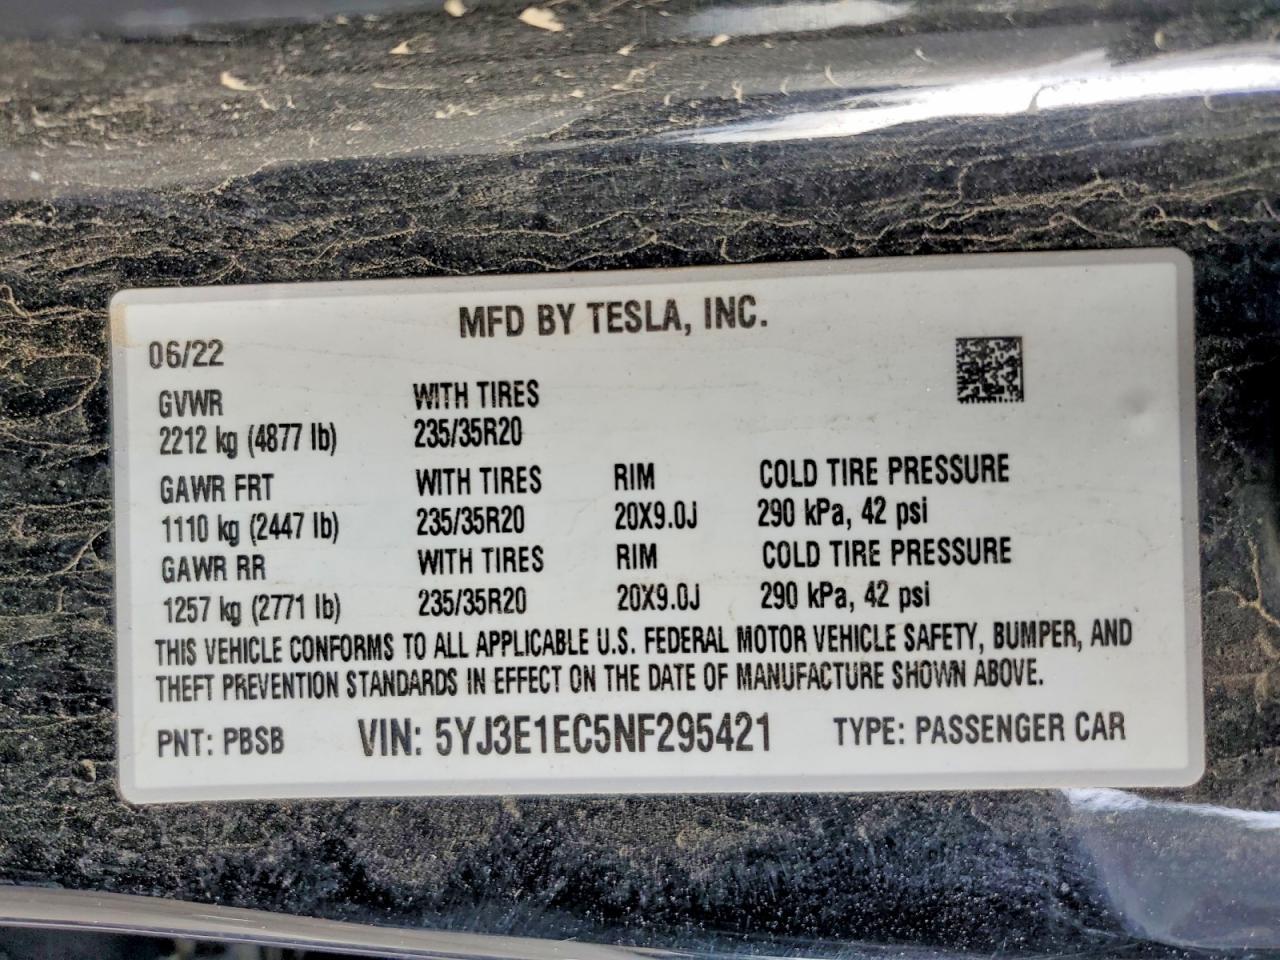 MFD BY TESLA, INC.
06/22
GVWR WITH TIRES
2212 kg (4877 lb) 235/35R20
GAWR FRT WITH TIRES RIM COLD TIRE PRESSURE
1110 kg (2447 lb) 235/35R20 20X9.0J 290 kPa, 42 psi
GAWR RR WITH TIRES RIM COLD TIRE PRESSURE
1257 kg (2771 lb) 235/35R20 20X9.0J 290 kPa, 42 psi
THIS VEHICLE CONFORMS TO ALL APPLICABLE U.S. FEDERAL MOTOR VEHICLE SAFETY, BUMPER, AND
THEFT PREVENTION STANDARDS IN EFFECT ON THE DATE OF MANUFACTURE SHOWN ABOVE.
PNT: PBSB VIN: 5YJ3E1EC5NF295421 TYPE: PASSENGER CAR